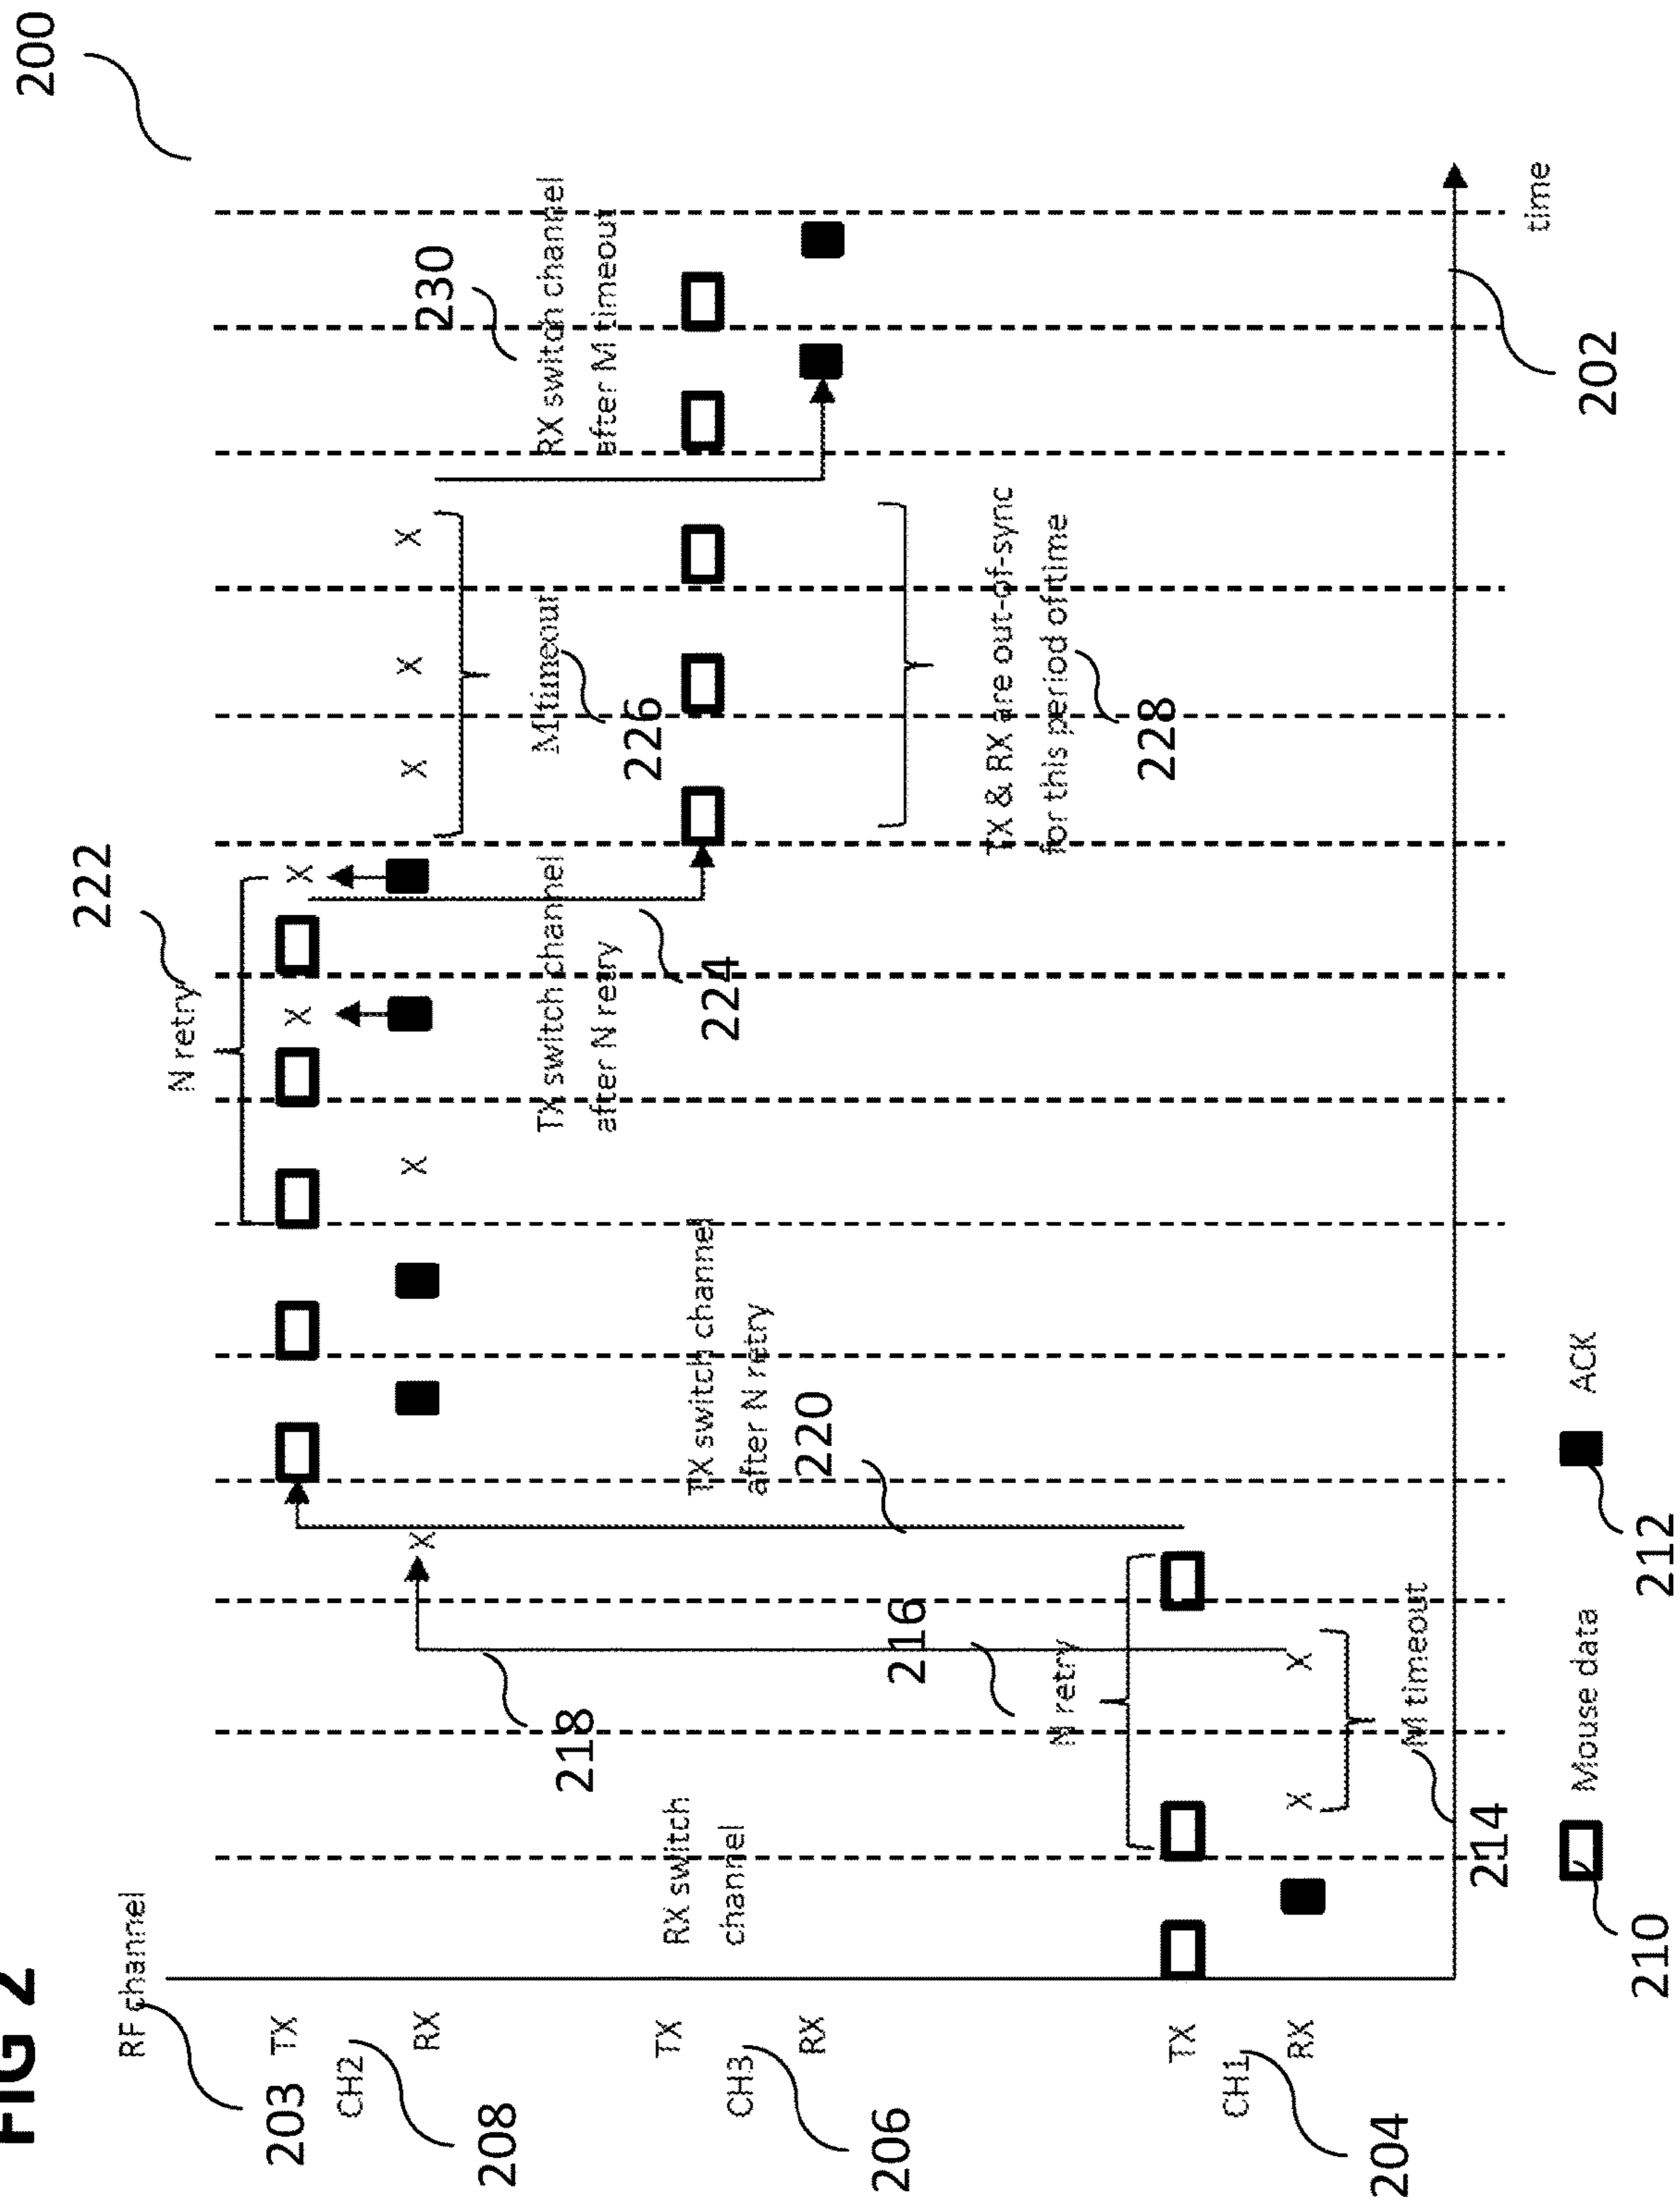 FIG 2
200
RF channel
203
TX
CH2
RX
208
TX
CH3
RX
206
TX
CH1
RX
204
N retry
222
X
X
X
X
X
X
X
RX switch
channel
218
TX switch channel
after N retry
220
TX switch channel
after N retry
224
M timeout
226
RX switch channel
after M timeout
230
TX & RX are out-of-sync
for this period of time
228
N retry
216
X
X
M timeout
214
time
202
210
Mouse data
212
ACK